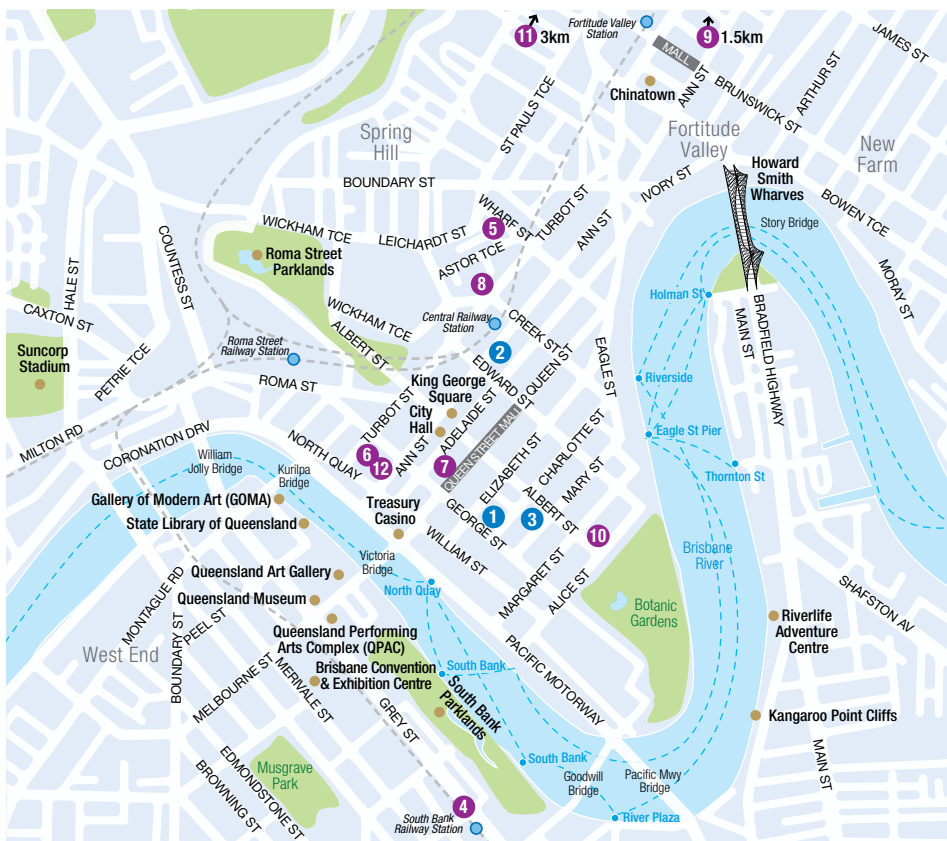 Fortitude Valley
Station
11 3km
9 1.5km
JAMES ST
MALL
ANN ST
ARTHUR ST
Chinatown
BRUNSWICK ST
ST PAULS TCE
Spring
Hill
Fortitude
Valley
New
Farm
BOUNDARY ST
IVORY ST
Howard
Smith
Wharves
BOWEN TCE
WHARF ST
5
TURBOT ST
ANN ST
Story Bridge
WICKHAM TCE
LEICHARDT ST
COUNTESS ST
Roma Street
Parklands
ASTOR TCE
8
HALE ST
MORAY ST
Holman St
CAXTON ST
WICKHAM TCE
Central Railway
Station
CREEK ST
BRADFIELD HIGHWAY
MAIN ST
ALBERT ST
Roma Street
Railway Station
2
EAGLE ST
Suncorp
Stadium
PETRIE TCE
ROMA ST
EDWARD ST
QUEEN ST
Riverside
King George
Square
City
Hall
TURBOT ST
ADELAIDE ST
QUEEN STREET MALL
MILTON RD
CORONATION DRV
NORTH QUAY
6
12
ANN ST
7
ELIZABETH ST
CHARLOTTE ST
MARY ST
Eagle St Pier
Thornton St
William
Jolly Bridge
Kurilpa
Bridge
Gallery of Modern Art (GOMA)
State Library of Queensland
Treasury
Casino
GEORGE ST
1
ALBERT ST
3
10
WILLIAM ST
Victoria
Bridge
Brisbane
River
Queensland Art Gallery
North Quay
MARGARET ST
ALICE ST
MONTAGUE RD
Queensland Museum
Botanic
Gardens
SHAFSTON AV
PEEL ST
BOUNDARY ST
Queensland Performing
Arts Complex (QPAC)
Riverlife
Adventure
Centre
West End
PACIFIC MOTORWAY
Brisbane Convention
& Exhibition Centre
South Bank
MELBOURNE ST
MERIVALE ST
South Bank
Parklands
GREY ST
Kangaroo Point Cliffs
MAIN ST
Musgrave
Park
EDMONDSTONE ST
BROWNING ST
South Bank
Goodwill
Bridge
Pacific Mwy
Bridge
4
South Bank
Railway Station
River Plaza